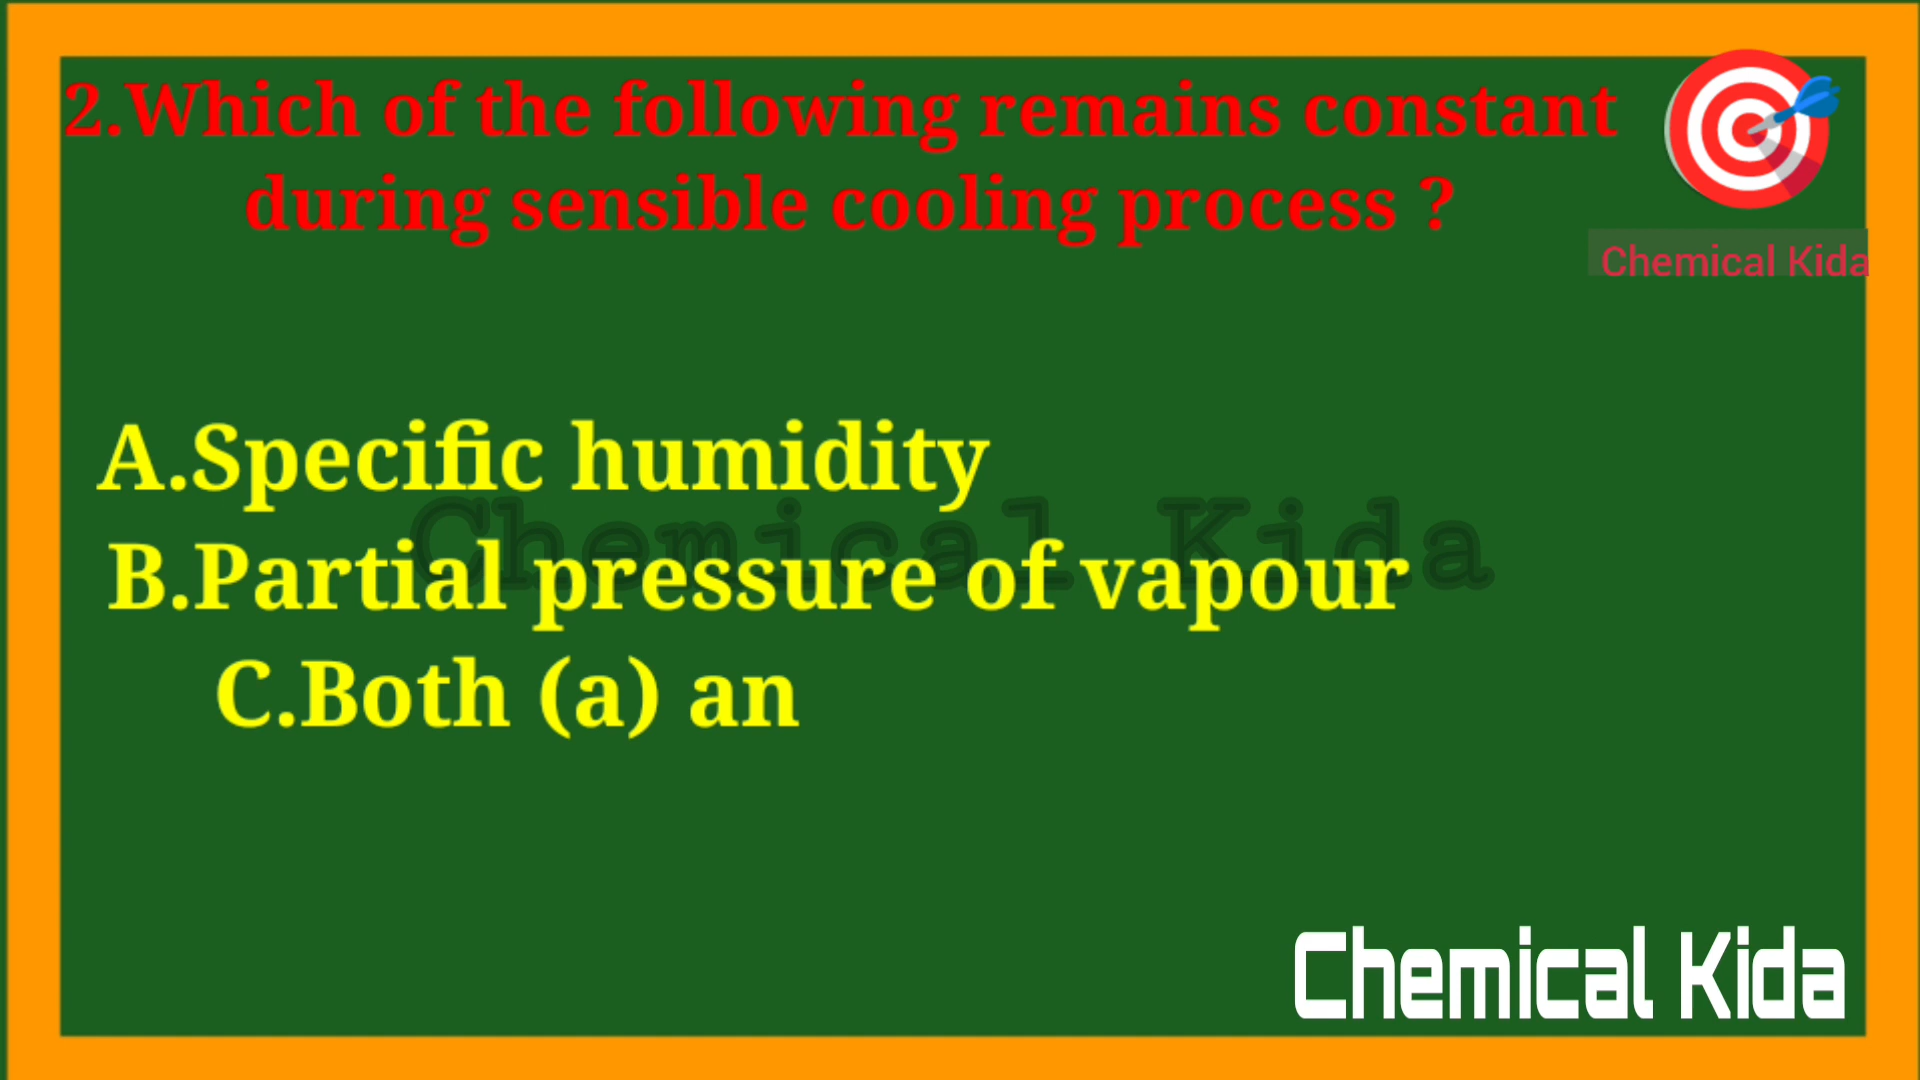 2.Which of the following remains constant
during sensible cooling process ?
Chemical Kida
A.Specific humidity
Chemical Kida
B.Partial pressure of vapour
C.Both (a) an
Chemical Kida